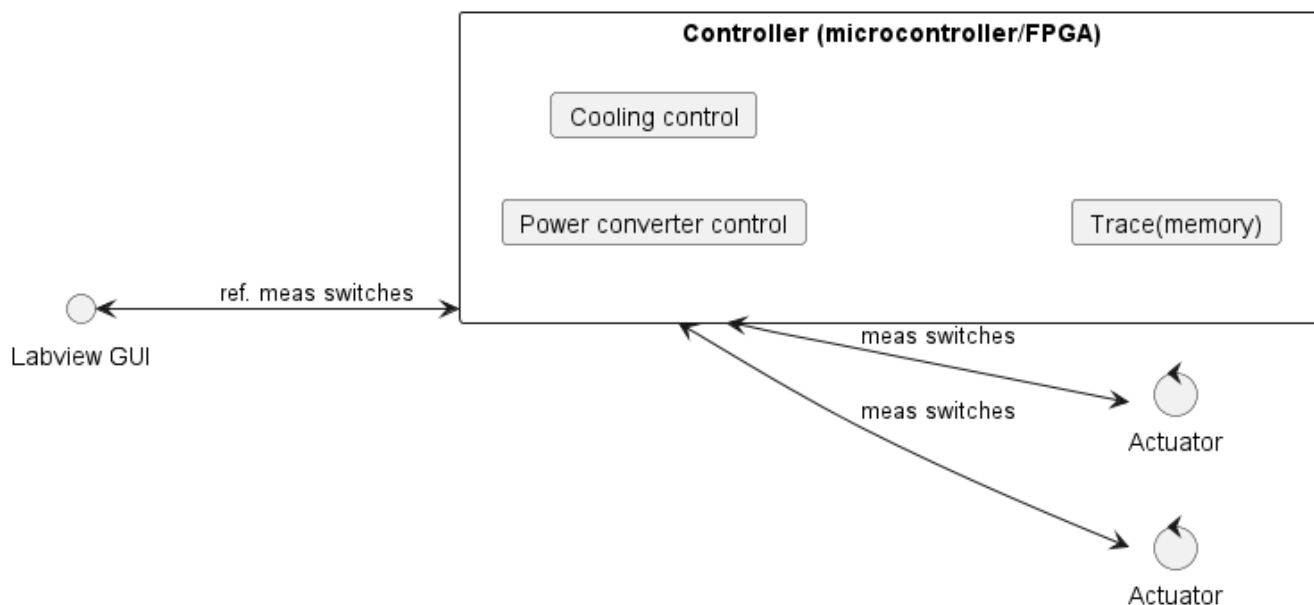 Controller (microcontroller/FPGA)
Cooling control
Power converter control
Trace(memory)
ref. meas switches
Labview GUI
meas switches
Actuator
meas switches
Actuator